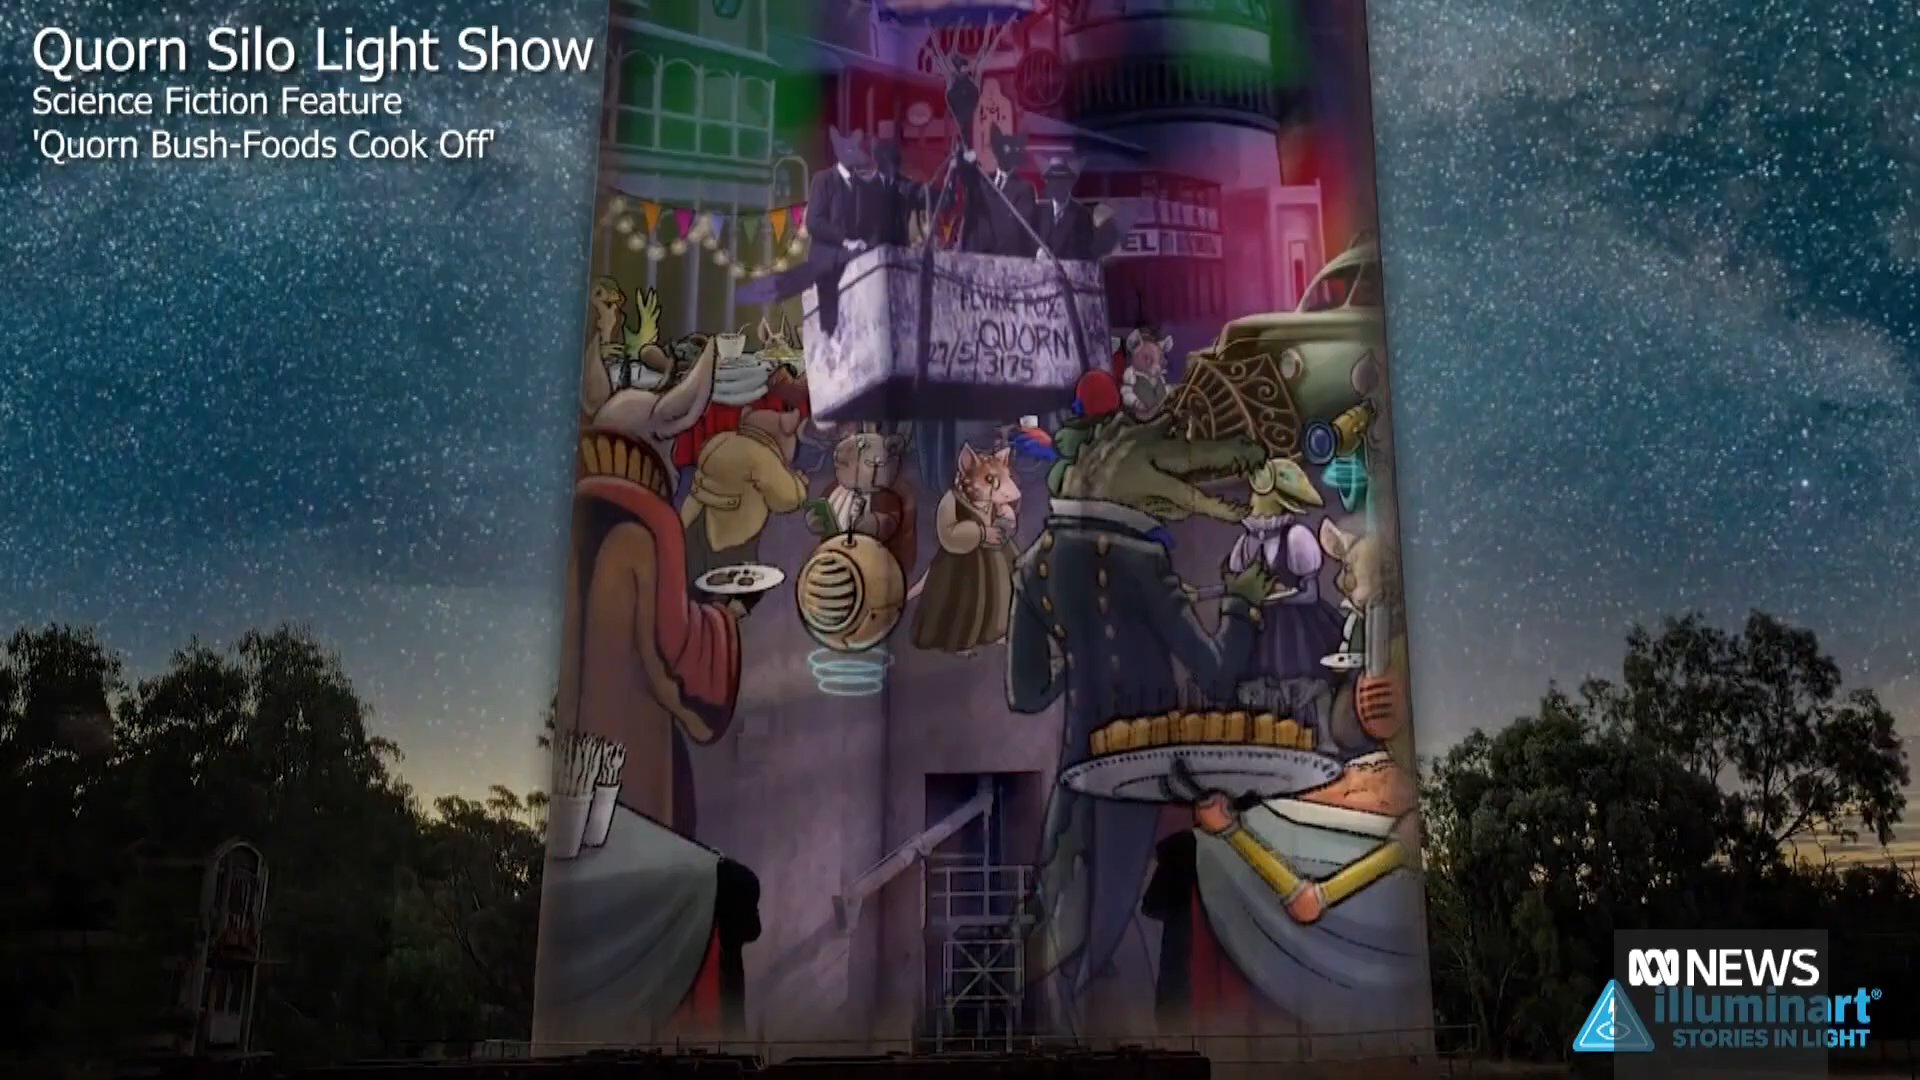 Quorn Silo Light Show
Science Fiction Feature
'Quorn Bush-Foods Cook Off'
EL
FLYING FOX
QUORN
27/5/3175
NEWS
illuminart®
STORIES IN LIGHT